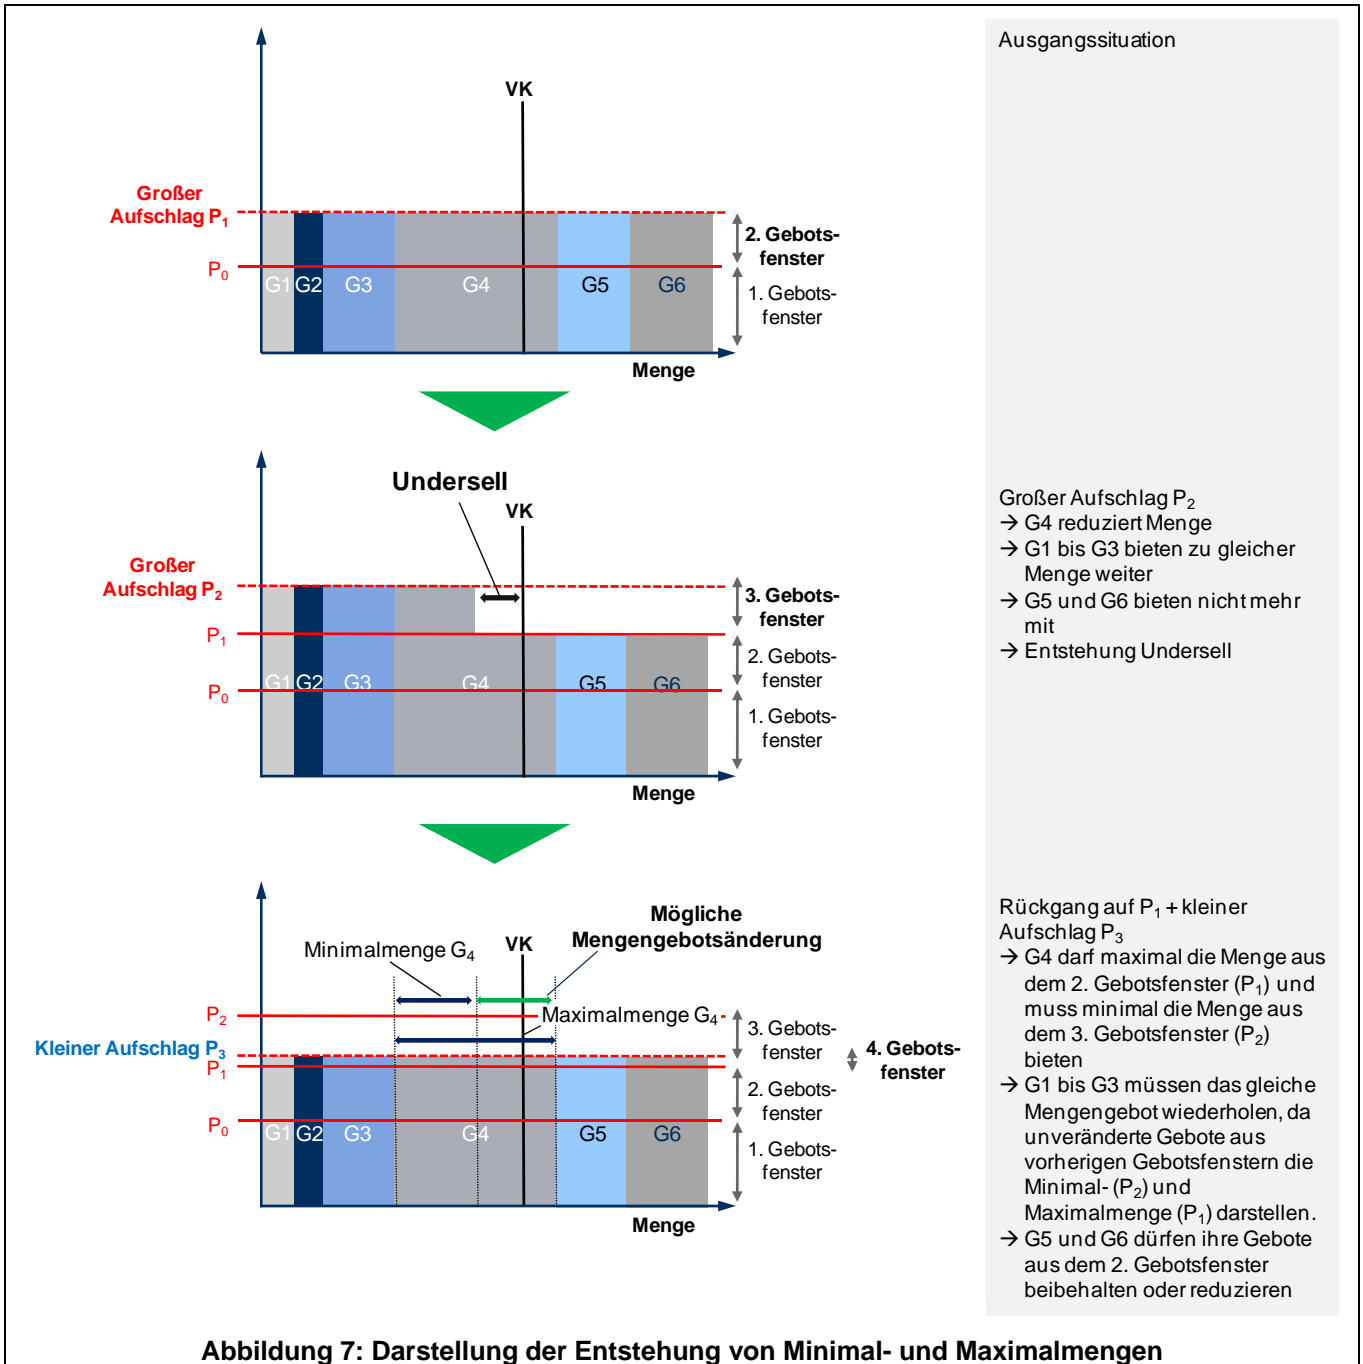 Ausgangssituation
VK
Großer
Aufschlag P1
P0
G1 G2 G3 G4 G5 G6
2. Gebots-
fenster
1. Gebots-
fenster
Menge
Undersell
VK
Großer
Aufschlag P2
P1
P0
G1 G2 G3 G4 G5 G6
3. Gebots-
fenster
2. Gebots-
fenster
1. Gebots-
fenster
Menge
Großer Aufschlag P2
→ G4 reduziert Menge
→ G1 bis G3 bieten zu gleicher
Menge weiter
→ G5 und G6 bieten nicht mehr
mit
→ Entstehung Undersell
Mögliche
Mengengebotsänderung
VK
Minimalmenge G4
Maximalmenge G4
P2
Kleiner Aufschlag P3
P1
P0
G1 G2 G3 G4 G5 G6
3. Gebots-
fenster
4. Gebots-
fenster
2. Gebots-
fenster
1. Gebots-
fenster
Menge
Rückgang auf P1 + kleiner
Aufschlag P3
→ G4 darf maximal die Menge aus
dem 2. Gebotsfenster (P1) und
muss minimal die Menge aus
dem 3. Gebotsfenster (P2)
bieten
→ G1 bis G3 müssen das gleiche
Mengengebot wiederholen, da
unveränderte Gebote aus
vorherigen Gebotsfenstern die
Minimal- (P2) und
Maximalmenge (P1) darstellen.
→ G5 und G6 dürfen ihre Gebote
aus dem 2. Gebotsfenster
beibehalten oder reduzieren
Abbildung 7: Darstellung der Entstehung von Minimal- und Maximalmengen